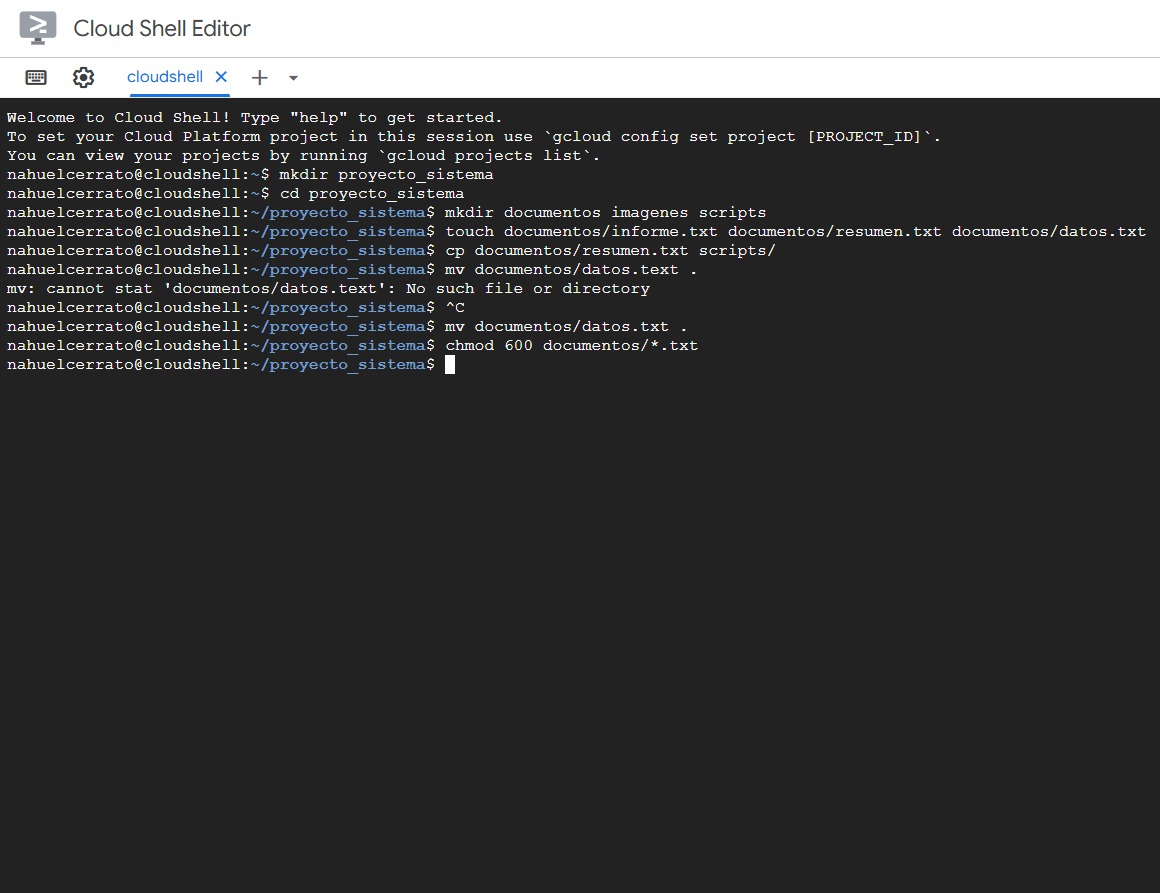 Cloud Shell Editor
cloudshell
Welcome to Cloud Shell! Type "help" to get started.
To set your Cloud Platform project in this session use `gcloud config set project [PROJECT_ID]`.
You can view your projects by running `gcloud projects list`.
nahuelcerrato@cloudshell:~$ mkdir proyecto_sistema
nahuelcerrato@cloudshell:~$ cd proyecto_sistema
nahuelcerrato@cloudshell:~/proyecto_sistema$ mkdir documentos imagenes scripts
nahuelcerrato@cloudshell:~/proyecto_sistema$ touch documentos/informe.txt documentos/resumen.txt documentos/datos.txt
nahuelcerrato@cloudshell:~/proyecto_sistema$ cp documentos/resumen.txt scripts/
nahuelcerrato@cloudshell:~/proyecto_sistema$ mv documentos/datos.text .
mv: cannot stat 'documentos/datos.text': No such file or directory
nahuelcerrato@cloudshell:~/proyecto_sistema$ ^C
nahuelcerrato@cloudshell:~/proyecto_sistema$ mv documentos/datos.txt .
nahuelcerrato@cloudshell:~/proyecto_sistema$ chmod 600 documentos/*.txt
nahuelcerrato@cloudshell:~/proyecto_sistema$